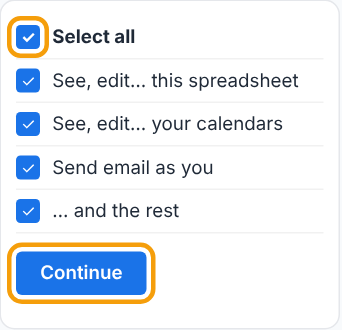 Select all
See, edit... this spreadsheet
See, edit... your calendars
Send email as you
... and the rest
Continue